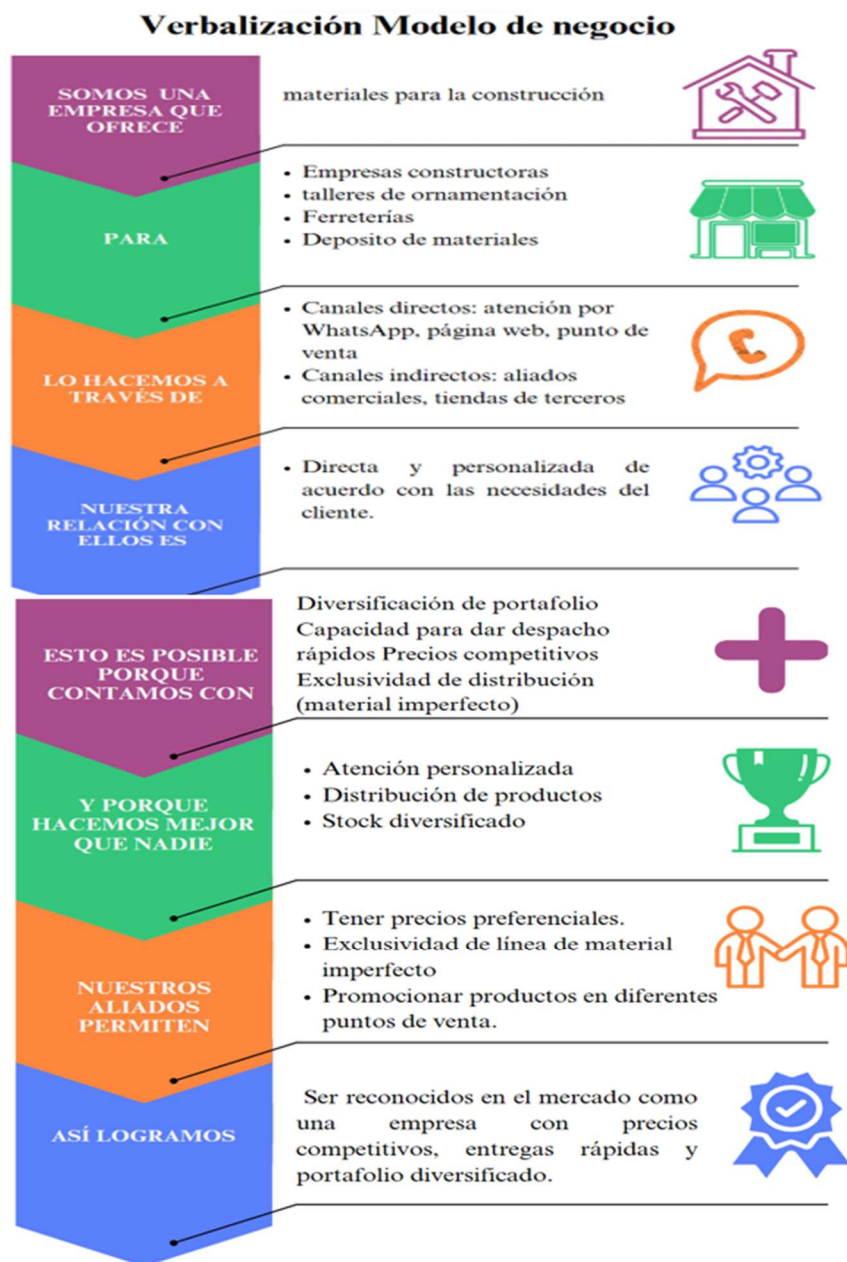 Verbalización Modelo de negocio
SOMOS UNA
EMPRESA QUE
OFRECE
materiales para la construcción
PARA
• Empresas constructoras
• talleres de ornamentación
• Ferreterías
• Deposito de materiales
LO HACEMOS A
TRAVÉS DE
• Canales directos: atención por
WhatsApp, página web, punto de
venta
• Canales indirectos: aliados
comerciales, tiendas de terceros
NUESTRA
RELACIÓN CON
ELLOS ES
• Directa y personalizada de
acuerdo con las necesidades del
cliente.
ESTO ES POSIBLE
PORQUE
CONTAMOS CON
Diversificación de portafolio
Capacidad para dar despacho
rápidos Precios competitivos
Exclusividad de distribución
(material imperfecto)
Y PORQUE
HACEMOS MEJOR
QUE NADIE
• Atención personalizada
• Distribución de productos
• Stock diversificado
NUESTROS
ALIADOS
PERMITEN
• Tener precios preferenciales.
• Exclusividad de línea de material
imperfecto
• Promocionar productos en diferentes
puntos de venta.
ASÍ LOGRAMOS
Ser reconocidos en el mercado como
una empresa con precios
competitivos, entregas rápidas y
portafolio diversificado.